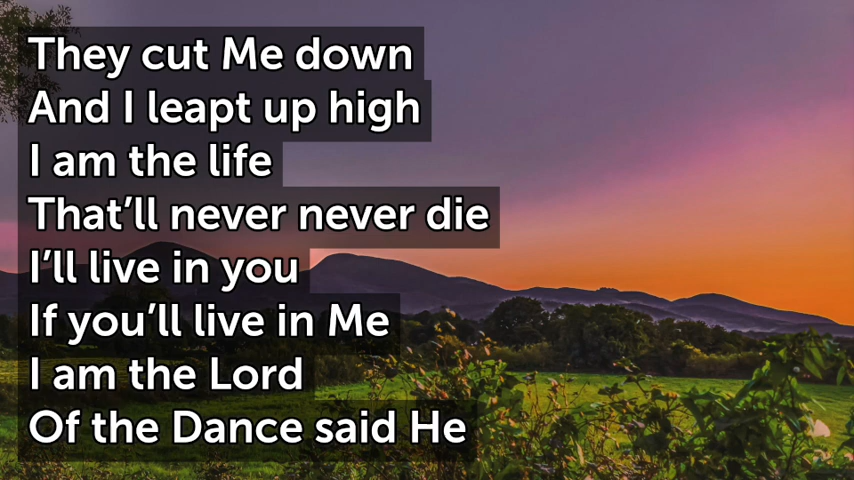 They cut Me down
And I leapt up high
I am the life
That’ll never never die
I’ll live in you
If you’ll live in Me
I am the Lord
Of the Dance said He